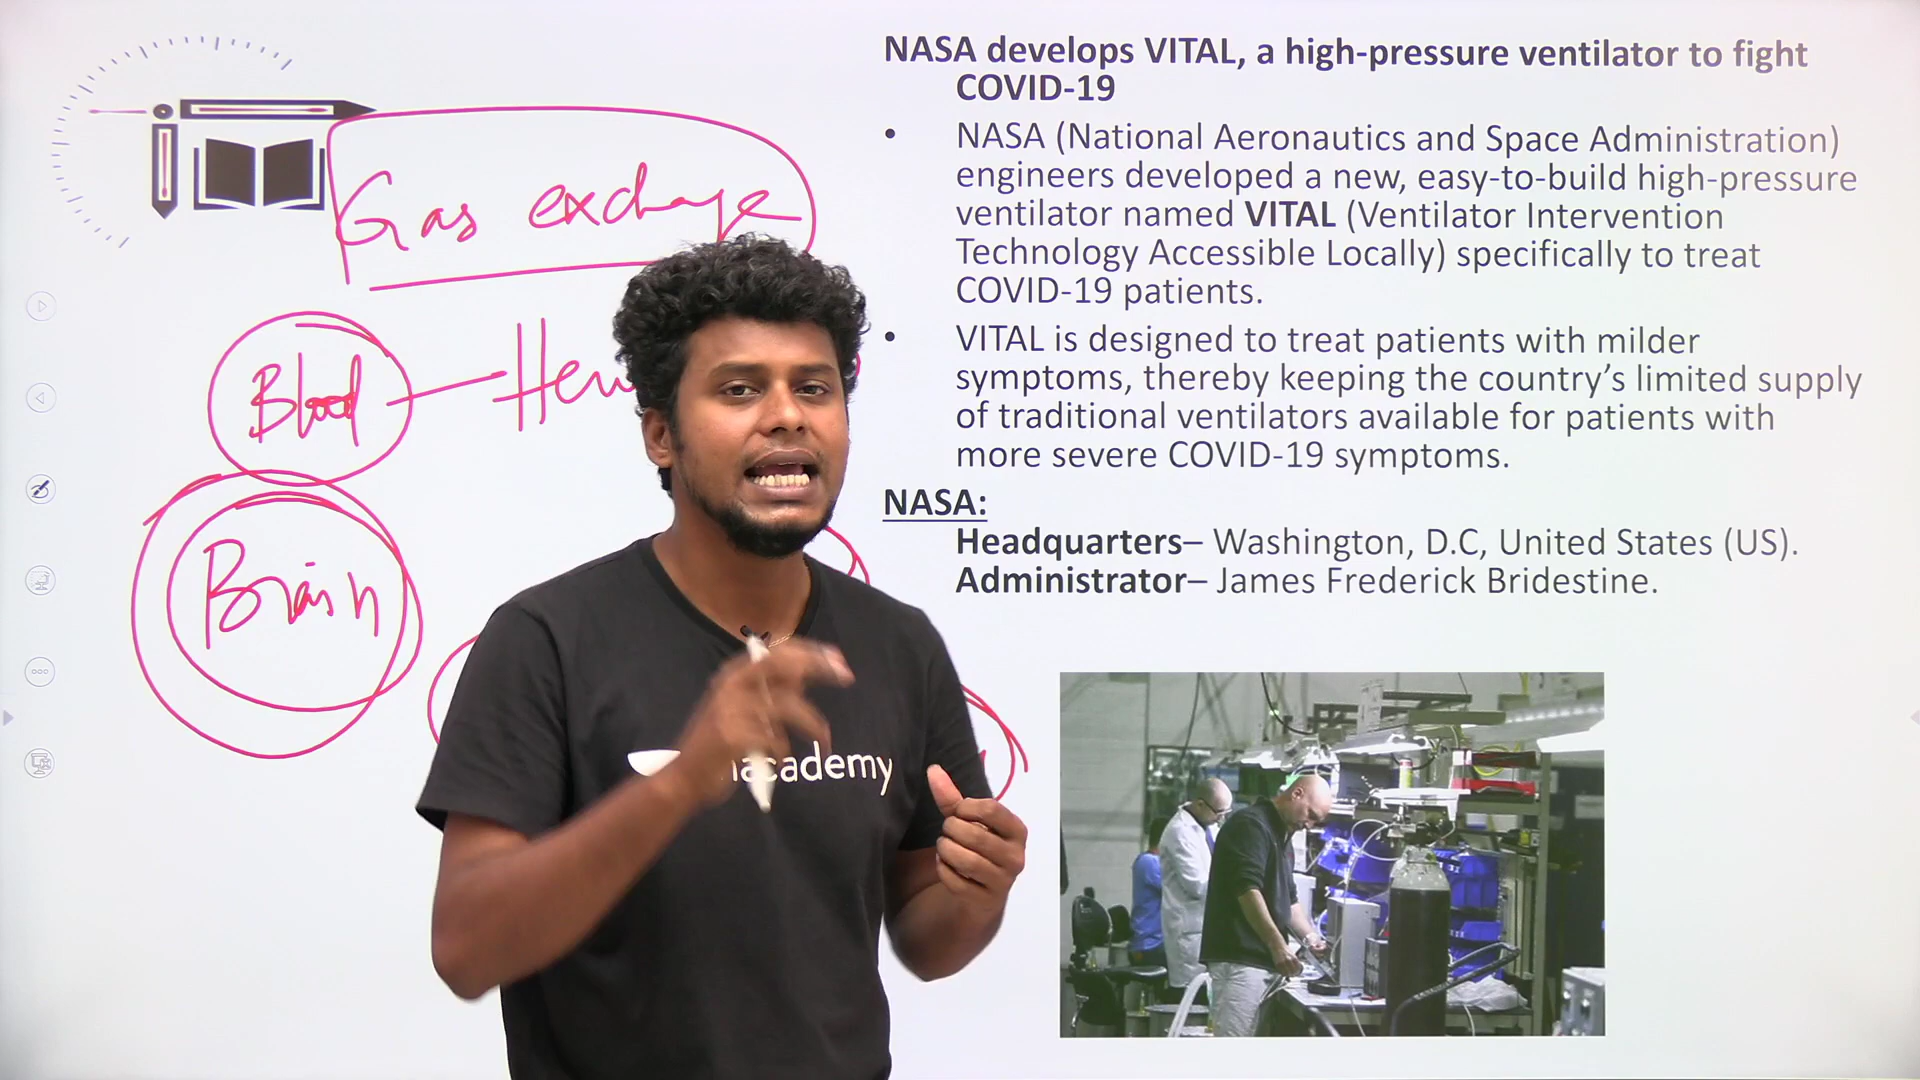 NASA develops VITAL, a high-pressure ventilator to fight
COVID-19
• NASA (National Aeronautics and Space Administration)
engineers developed a new, easy-to-build high-pressure
ventilator named VITAL (Ventilator Intervention
Technology Accessible Locally) specifically to treat
COVID-19 patients.
• VITAL is designed to treat patients with milder
symptoms, thereby keeping the country's limited supply
of traditional ventilators available for patients with
more severe COVID-19 symptoms.
NASA:
Headquarters– Washington, D.C, United States (US).
Administrator– James Frederick Bridestine.
Gas exchange
Blood
Brain